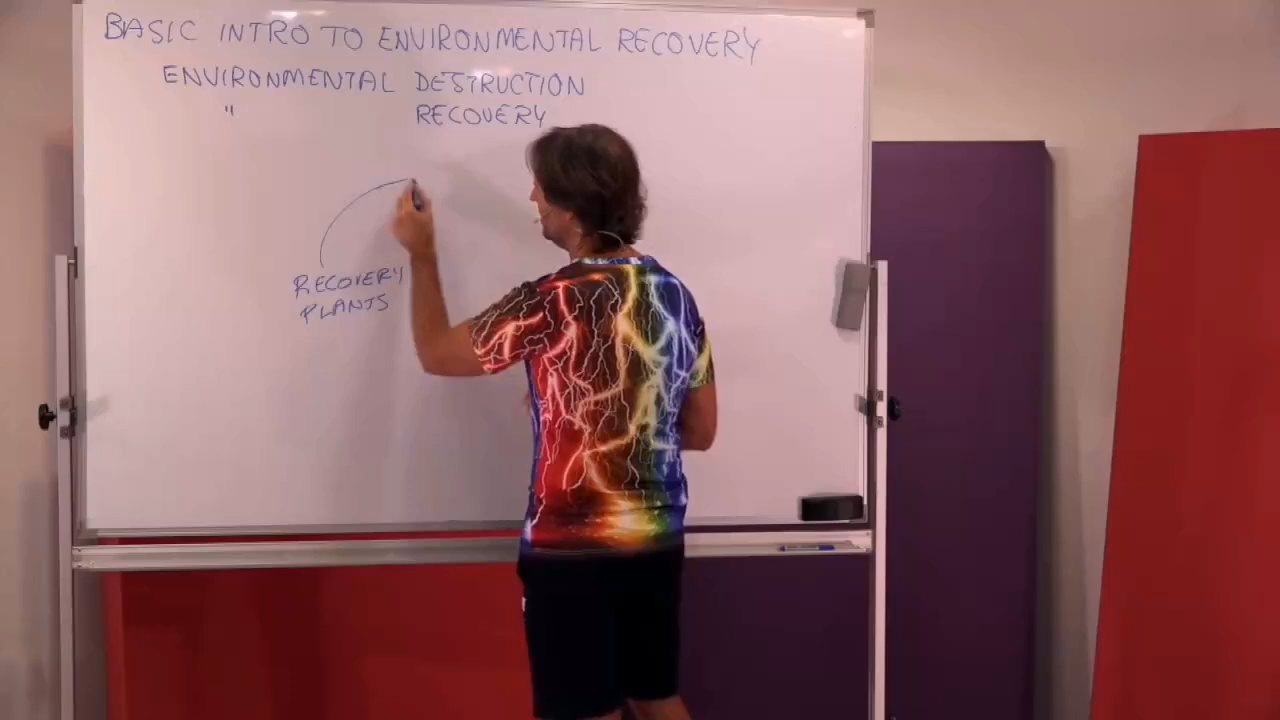 BASIC INTRO TO ENVIRONMENTAL RECOVERY
ENVIRONMENTAL DESTRUCTION
" RECOVERY
RECOVERY
PLANTS